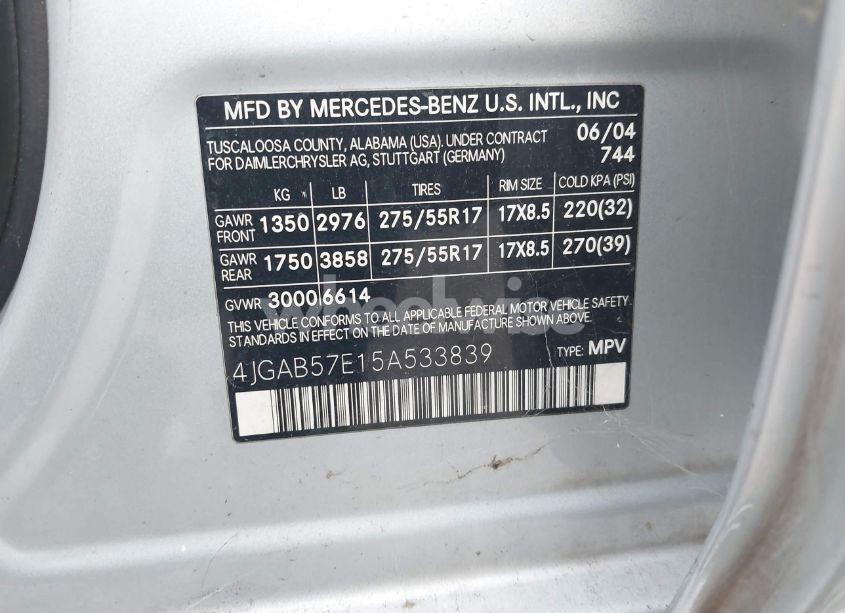 MFD BY MERCEDES-BENZ U.S. INTL., INC
TUSCALOOSA COUNTY, ALABAMA (USA). UNDER CONTRACT 06/04
FOR DAIMLERCHRYSLER AG, STUTTGART (GERMANY) 744
KG LB TIRES RIM SIZE COLD KPA (PSI)
GAWR FRONT 1350 2976 275/55R17 17X8.5 220(32)
GAWR REAR 1750 3858 275/55R17 17X8.5 270(39)
GVWR 3000 6614
wheelwise
THIS VEHICLE CONFORMS TO ALL APPLICABLE FEDERAL MOTOR VEHICLE SAFETY
STANDARDS IN EFFECT ON THE DATE OF MANUFACTURE SHOWN ABOVE.
4JGAB57E15A533839 TYPE: MPV